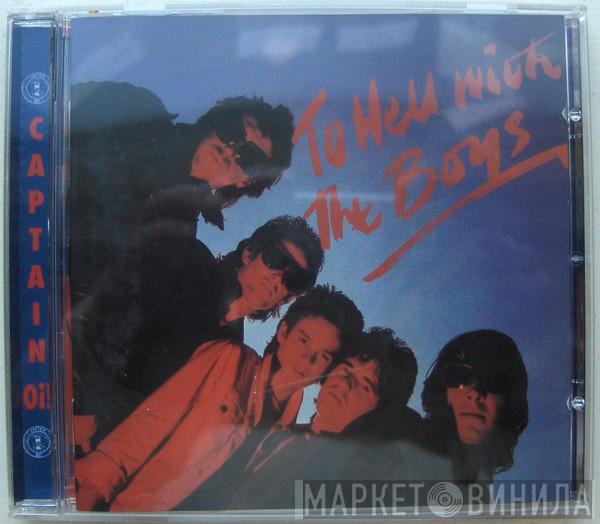 CAPTAIN Oi!
To Hell With
The Boys
МАРКЕТ ВИНИЛА